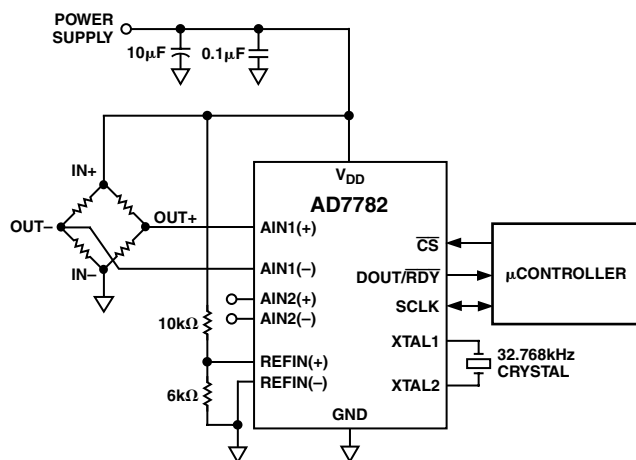 POWER
SUPPLY
10µF
0.1µF
IN+
OUT–
OUT+
IN–
VDD
AD7782
AIN1(+)
AIN1(–)
AIN2(+)
AIN2(–)
REFIN(+)
REFIN(–)
GND
CS
DOUT/RDY
SCLK
XTAL1
XTAL2
µCONTROLLER
32.768kHz
CRYSTAL
10kΩ
6kΩ